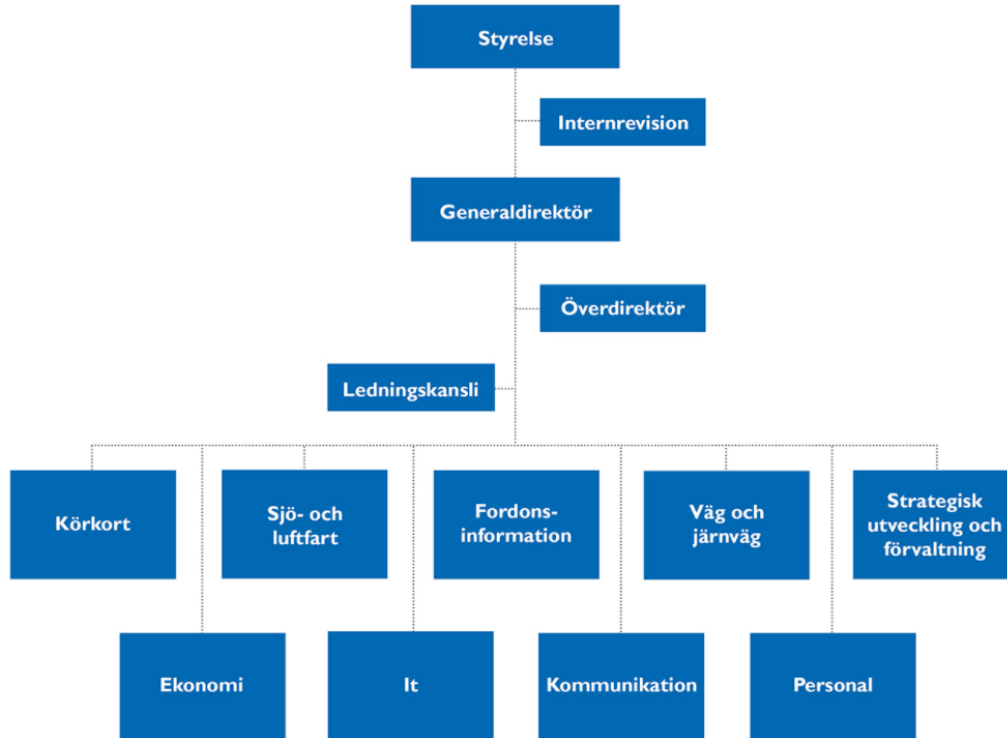 Styrelse
Internrevision
Generaldirektör
Överdirektör
Ledningskansli
Körkort
Sjö- och
luftfart
Fordons-
information
Väg och
järnväg
Strategisk
utveckling och
förvaltning
Ekonomi
It
Kommunikation
Personal